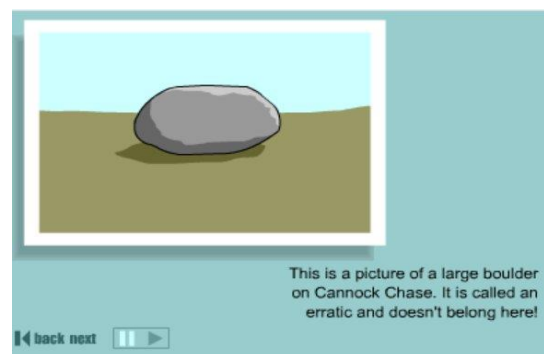 This is a picture of a large boulder
on Cannock Chase. It is called an
erratic and doesn't belong here!
back next